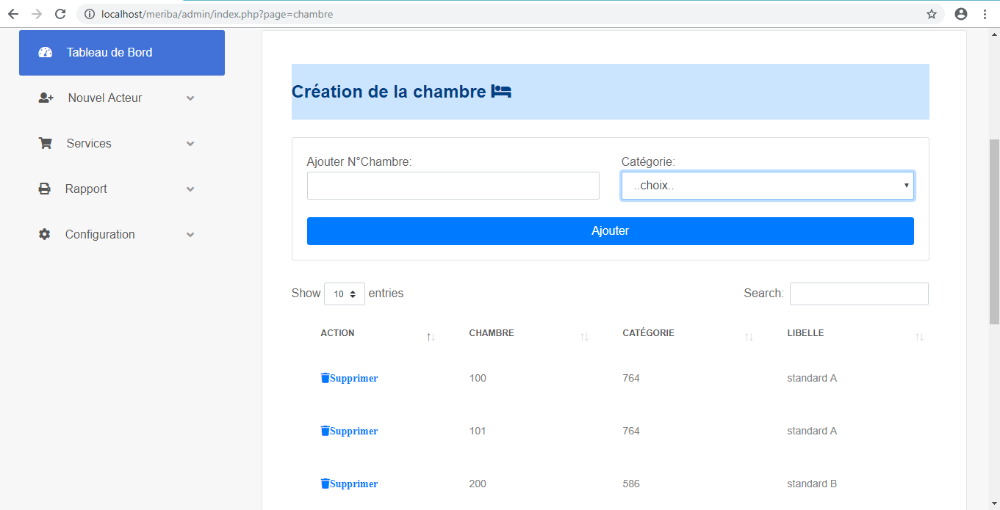 localhost/meriba/admin/index.php?page=chambre
Tableau de Bord
Nouvel Acteur
Services
Rapport
Configuration
Création de la chambre
Ajouter N°Chambre:
Catégorie:
..choix..
Ajouter
Show 10 entries
Search:
ACTION CHAMBRE CATÉGORIE LIBELLE
Supprimer 100 764 standard A
Supprimer 101 764 standard A
Supprimer 200 586 standard B